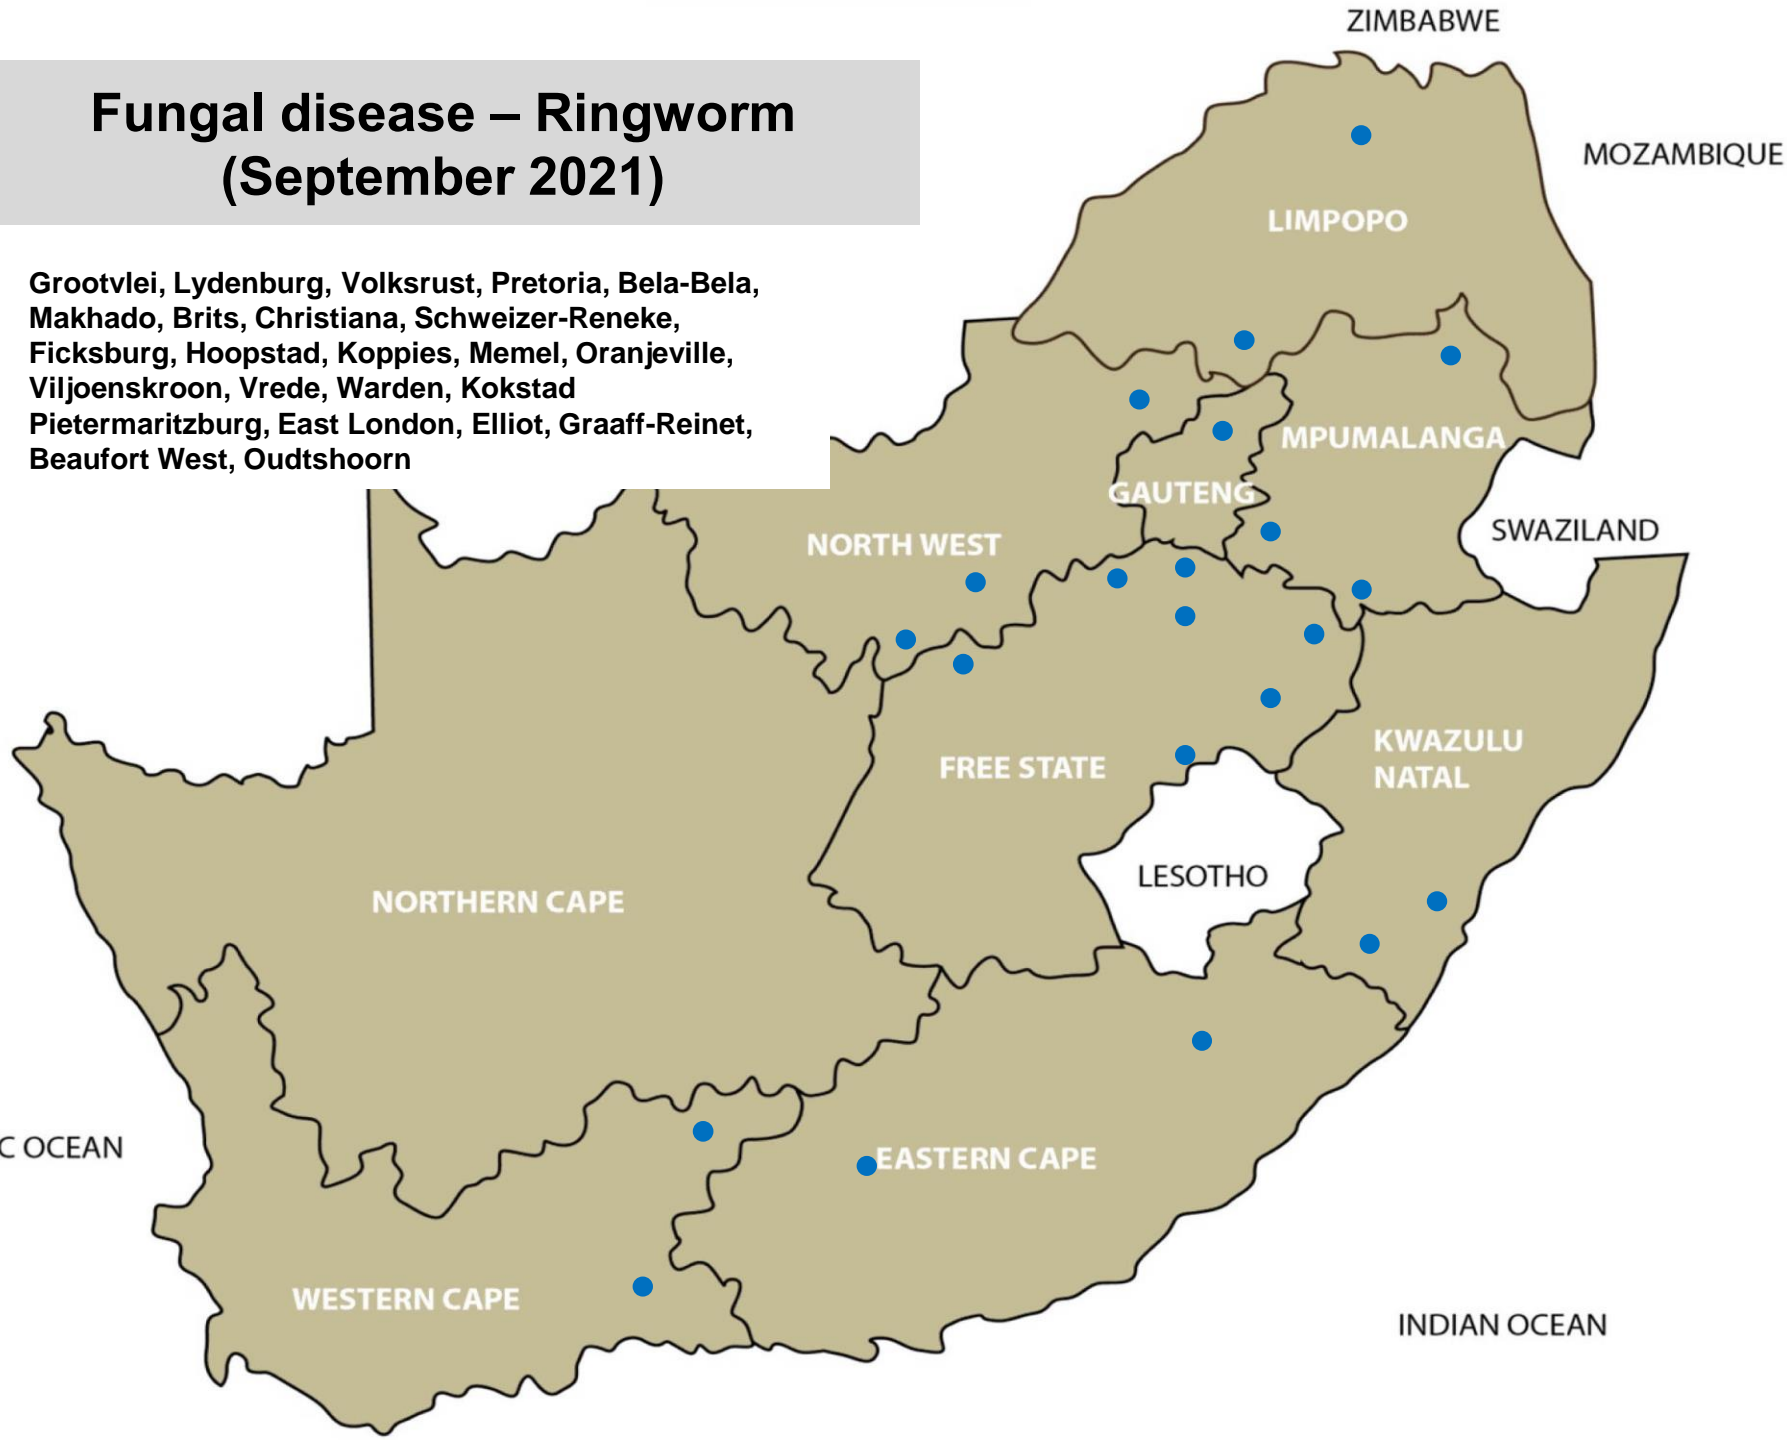 ZIMBABWE
Fungal disease – Ringworm
(September 2021)
MOZAMBIQUE
LIMPOPO
Grootvlei, Lydenburg, Volksrust, Pretoria, Bela-Bela,
Makhado, Brits, Christiana, Schweizer-Reneke,
Ficksburg, Hoopstad, Koppies, Memel, Oranjeville,
Viljoenskroon, Vrede, Warden, Kokstad
Pietermaritzburg, East London, Elliot, Graaff-Reinet,
Beaufort West, Oudtshoorn
MPUMALANGA
GAUTENG
SWAZILAND
NORTH WEST
KWAZULU
NATAL
FREE STATE
LESOTHO
NORTHERN CAPE
C OCEAN
EASTERN CAPE
WESTERN CAPE
INDIAN OCEAN